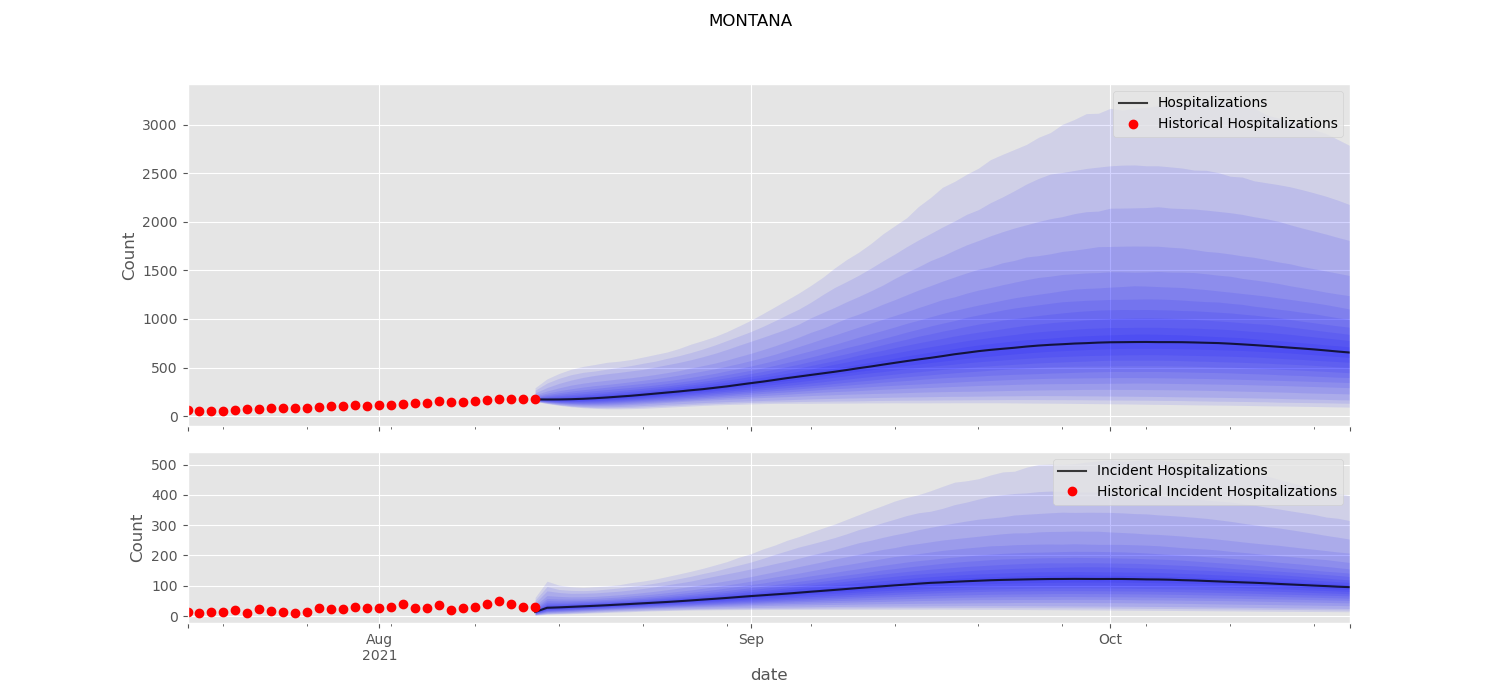 MONTANA
Hospitalizations
Historical Hospitalizations
3000
2500
2000
1500
1000
500
0
Count
Incident Hospitalizations
Historical Incident Hospitalizations
500
400
300
200
100
0
Count
Aug
2021
Sep
Oct
date